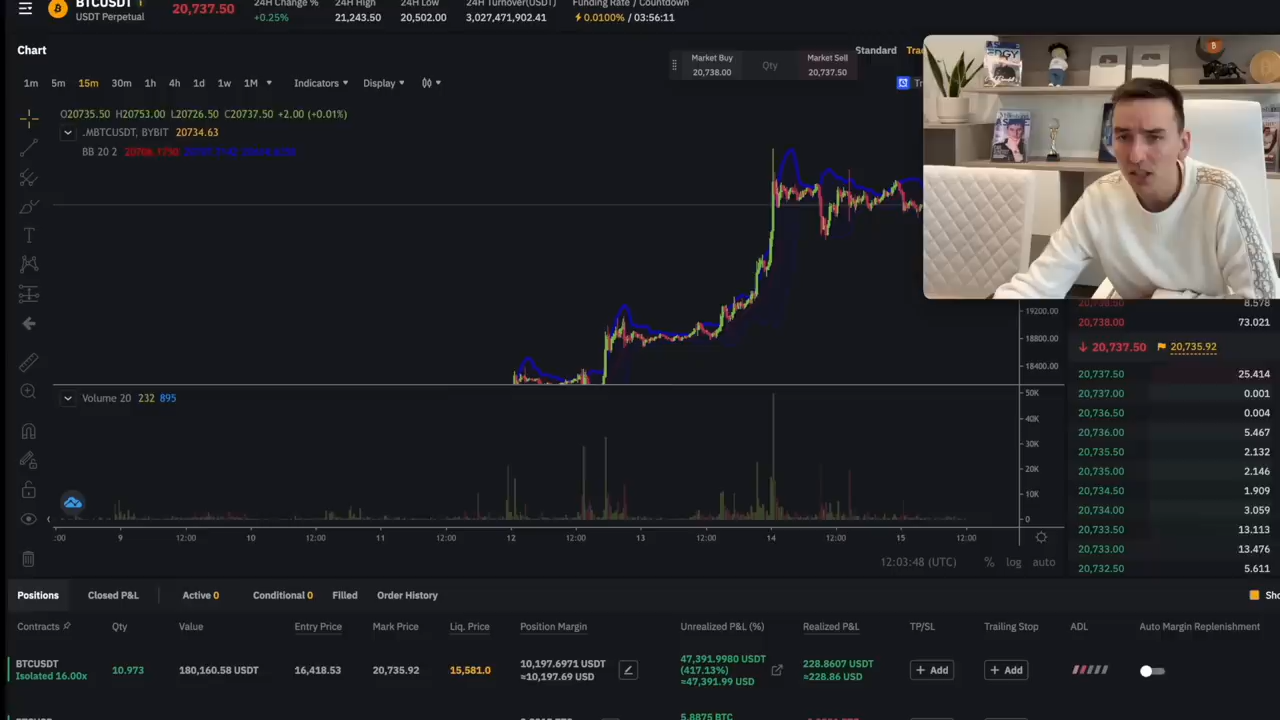 BTCUSDT
USDT Perpetual
20,737.50
24H Change %
+0.25%
24H High
21,243.50
24H Low
20,502.00
24H Turnover(USDT)
3,027,471,902.41
Funding Rate / Countdown
0.0100% / 03:56:11
Chart
Market Buy
20,738.00
Qty
Market Sell
20,737.50
Standard
1m 5m 15m 30m 1h 4h 1d 1w 1M Indicators Display
O20735.50 H20753.00 L20726.50 C20737.50 +2.00 (+0.01%)
.MBTCUSDT, BYBIT 20734.63
BB 20 2
19200.00
18800.00
18400.00
Volume 20 232 895
50K
40K
30K
20K
10K
0
:00 9 12:00 10 12:00 11 12:00 12 12:00 13 12:00 14 12:00 15 12:00
12:03:48 (UTC) % log auto
20,738.50 8.578
20,738.00 73.021
20,737.50 20,735.92
20,737.50 25.414
20,737.00 0.001
20,736.50 0.004
20,736.00 5.467
20,735.50 2.132
20,735.00 2.146
20,734.50 1.909
20,734.00 3.059
20,733.50 13.113
20,733.00 13.476
20,732.50 5.611
Positions Closed P&L Active 0 Conditional 0 Filled Order History
Contracts Qty Value Entry Price Mark Price Liq. Price Position Margin Unrealized P&L (%) Realized P&L TP/SL Trailing Stop ADL Auto Margin Replenishment
BTCUSDT
Isolated 16.00x
10.973
180,160.58 USDT
16,418.53
20,735.92
15,581.0
10,197.6971 USDT
≈10,197.69 USD
47,391.9980 USDT
(417.13%)
≈47,391.99 USD
228.8607 USDT
≈228.86 USD
+ Add
+ Add
5.8875 BTC